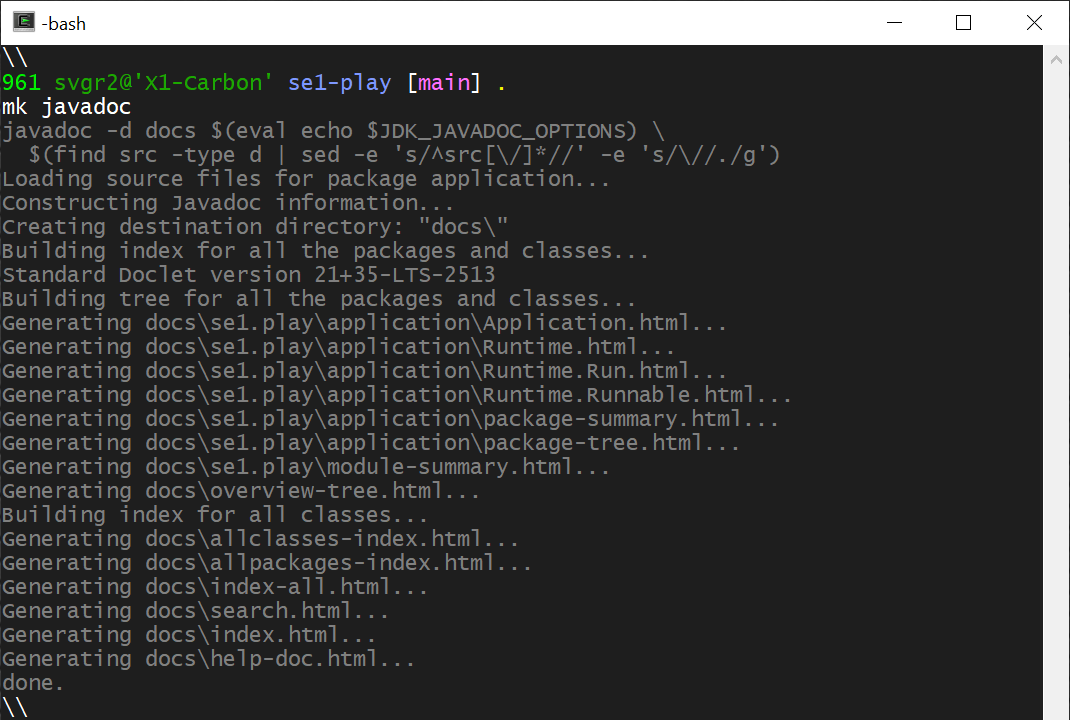 -bash
\\
961 svgr2@'X1-Carbon' se1-play [main] .
mk javadoc
javadoc -d docs $(eval echo $JDK_JAVADOC_OPTIONS) \
  $(find src -type d | sed -e 's/^src[\/]*//' -e 's/\//./g')
Loading source files for package application...
Constructing Javadoc information...
Creating destination directory: "docs\"
Building index for all the packages and classes...
Standard Doclet version 21+35-LTS-2513
Building tree for all the packages and classes...
Generating docs\se1.play\application\Application.html...
Generating docs\se1.play\application\Runtime.html...
Generating docs\se1.play\application\Runtime.Run.html...
Generating docs\se1.play\application\Runtime.Runnable.html...
Generating docs\se1.play\application\package-summary.html...
Generating docs\se1.play\application\package-tree.html...
Generating docs\se1.play\module-summary.html...
Generating docs\overview-tree.html...
Building index for all classes...
Generating docs\allclasses-index.html...
Generating docs\allpackages-index.html...
Generating docs\index-all.html...
Generating docs\search.html...
Generating docs\index.html...
Generating docs\help-doc.html...
done.
\\